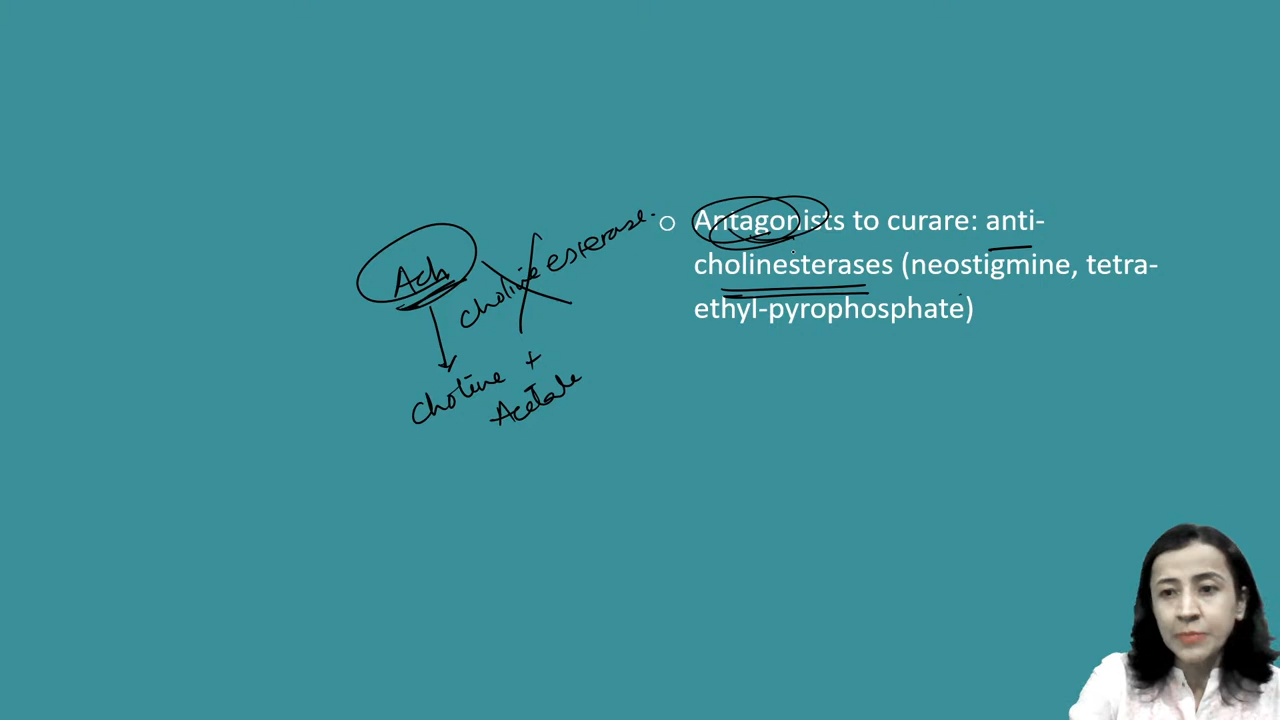 Antagonists to curare: anti-
cholinesterases (neostigmine, tetra-
ethyl-pyrophosphate)
Ach
cholinesterase.
choline +
Acetate